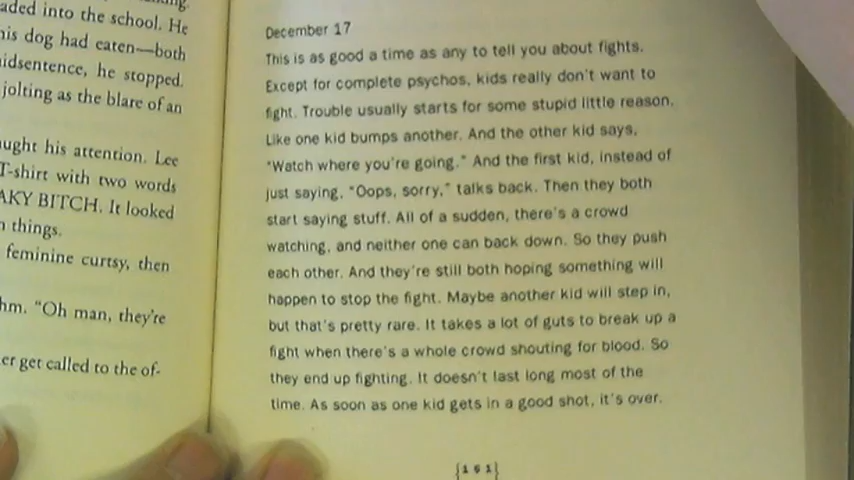 aded into the school. He
his dog had eaten—both
idsentence, he stopped.
jolting as the blare of an
ught his attention. Lee
T-shirt with two words
AKY BITCH. It looked
n things.
feminine curtsy, then
hm. “Oh man, they’re
er get called to the of-
December 17
This is as good a time as any to tell you about fights.
Except for complete psychos, kids really don’t want to
fight. Trouble usually starts for some stupid little reason.
Like one kid bumps another. And the other kid says,
“Watch where you’re going.” And the first kid, instead of
just saying, “Oops, sorry,” talks back. Then they both
start saying stuff. All of a sudden, there’s a crowd
watching, and neither one can back down. So they push
each other. And they’re still both hoping something will
happen to stop the fight. Maybe another kid will step in,
but that’s pretty rare. It takes a lot of guts to break up a
fight when there’s a whole crowd shouting for blood. So
they end up fighting. It doesn’t last long most of the
time. As soon as one kid gets in a good shot, it’s over.